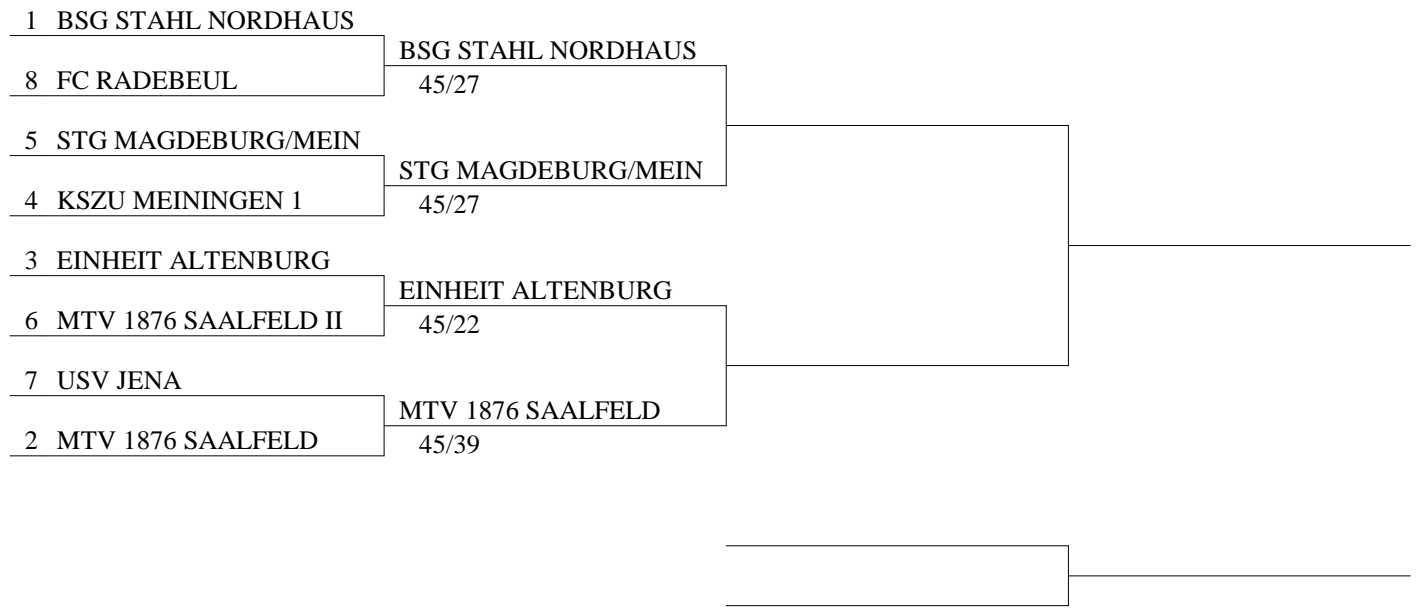 1 BSG STAHL NORDHAUS
BSG STAHL NORDHAUS
8 FC RADEBEUL
45/27
5 STG MAGDEBURG/MEIN
STG MAGDEBURG/MEIN
4 KSZU MEININGEN 1
45/27
3 EINHEIT ALTENBURG
EINHEIT ALTENBURG
6 MTV 1876 SAALFELD II
45/22
7 USV JENA
MTV 1876 SAALFELD
2 MTV 1876 SAALFELD
45/39